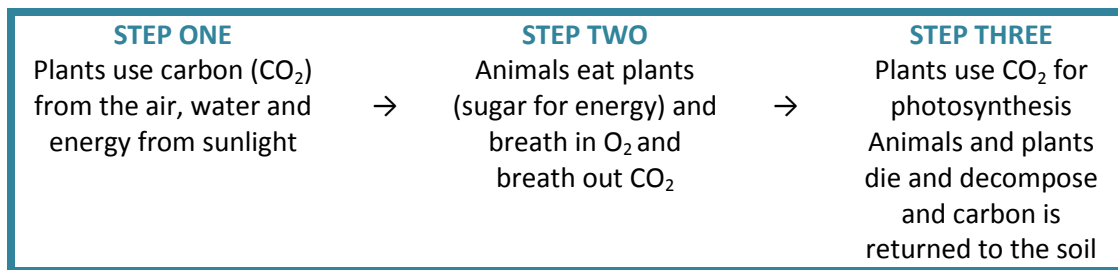 STEP ONE
Plants use carbon (CO₂)
from the air, water and
energy from sunlight
→
STEP TWO
Animals eat plants
(sugar for energy) and
breath in O₂ and
breath out CO₂
→
STEP THREE
Plants use CO₂ for
photosynthesis
Animals and plants
die and decompose
and carbon is
returned to the soil